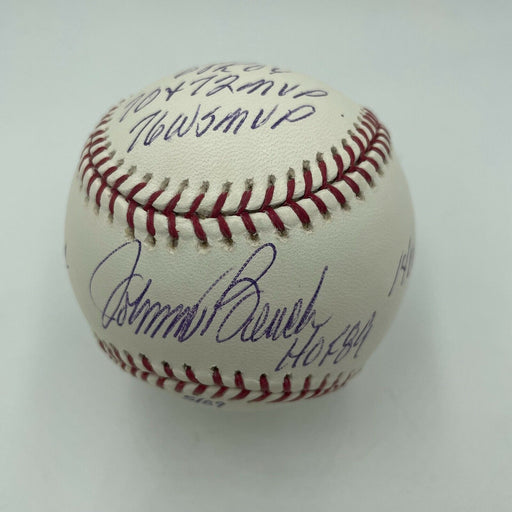 70 + 72 MVP
76 WS MVP
Johnny Bench
HOF 89